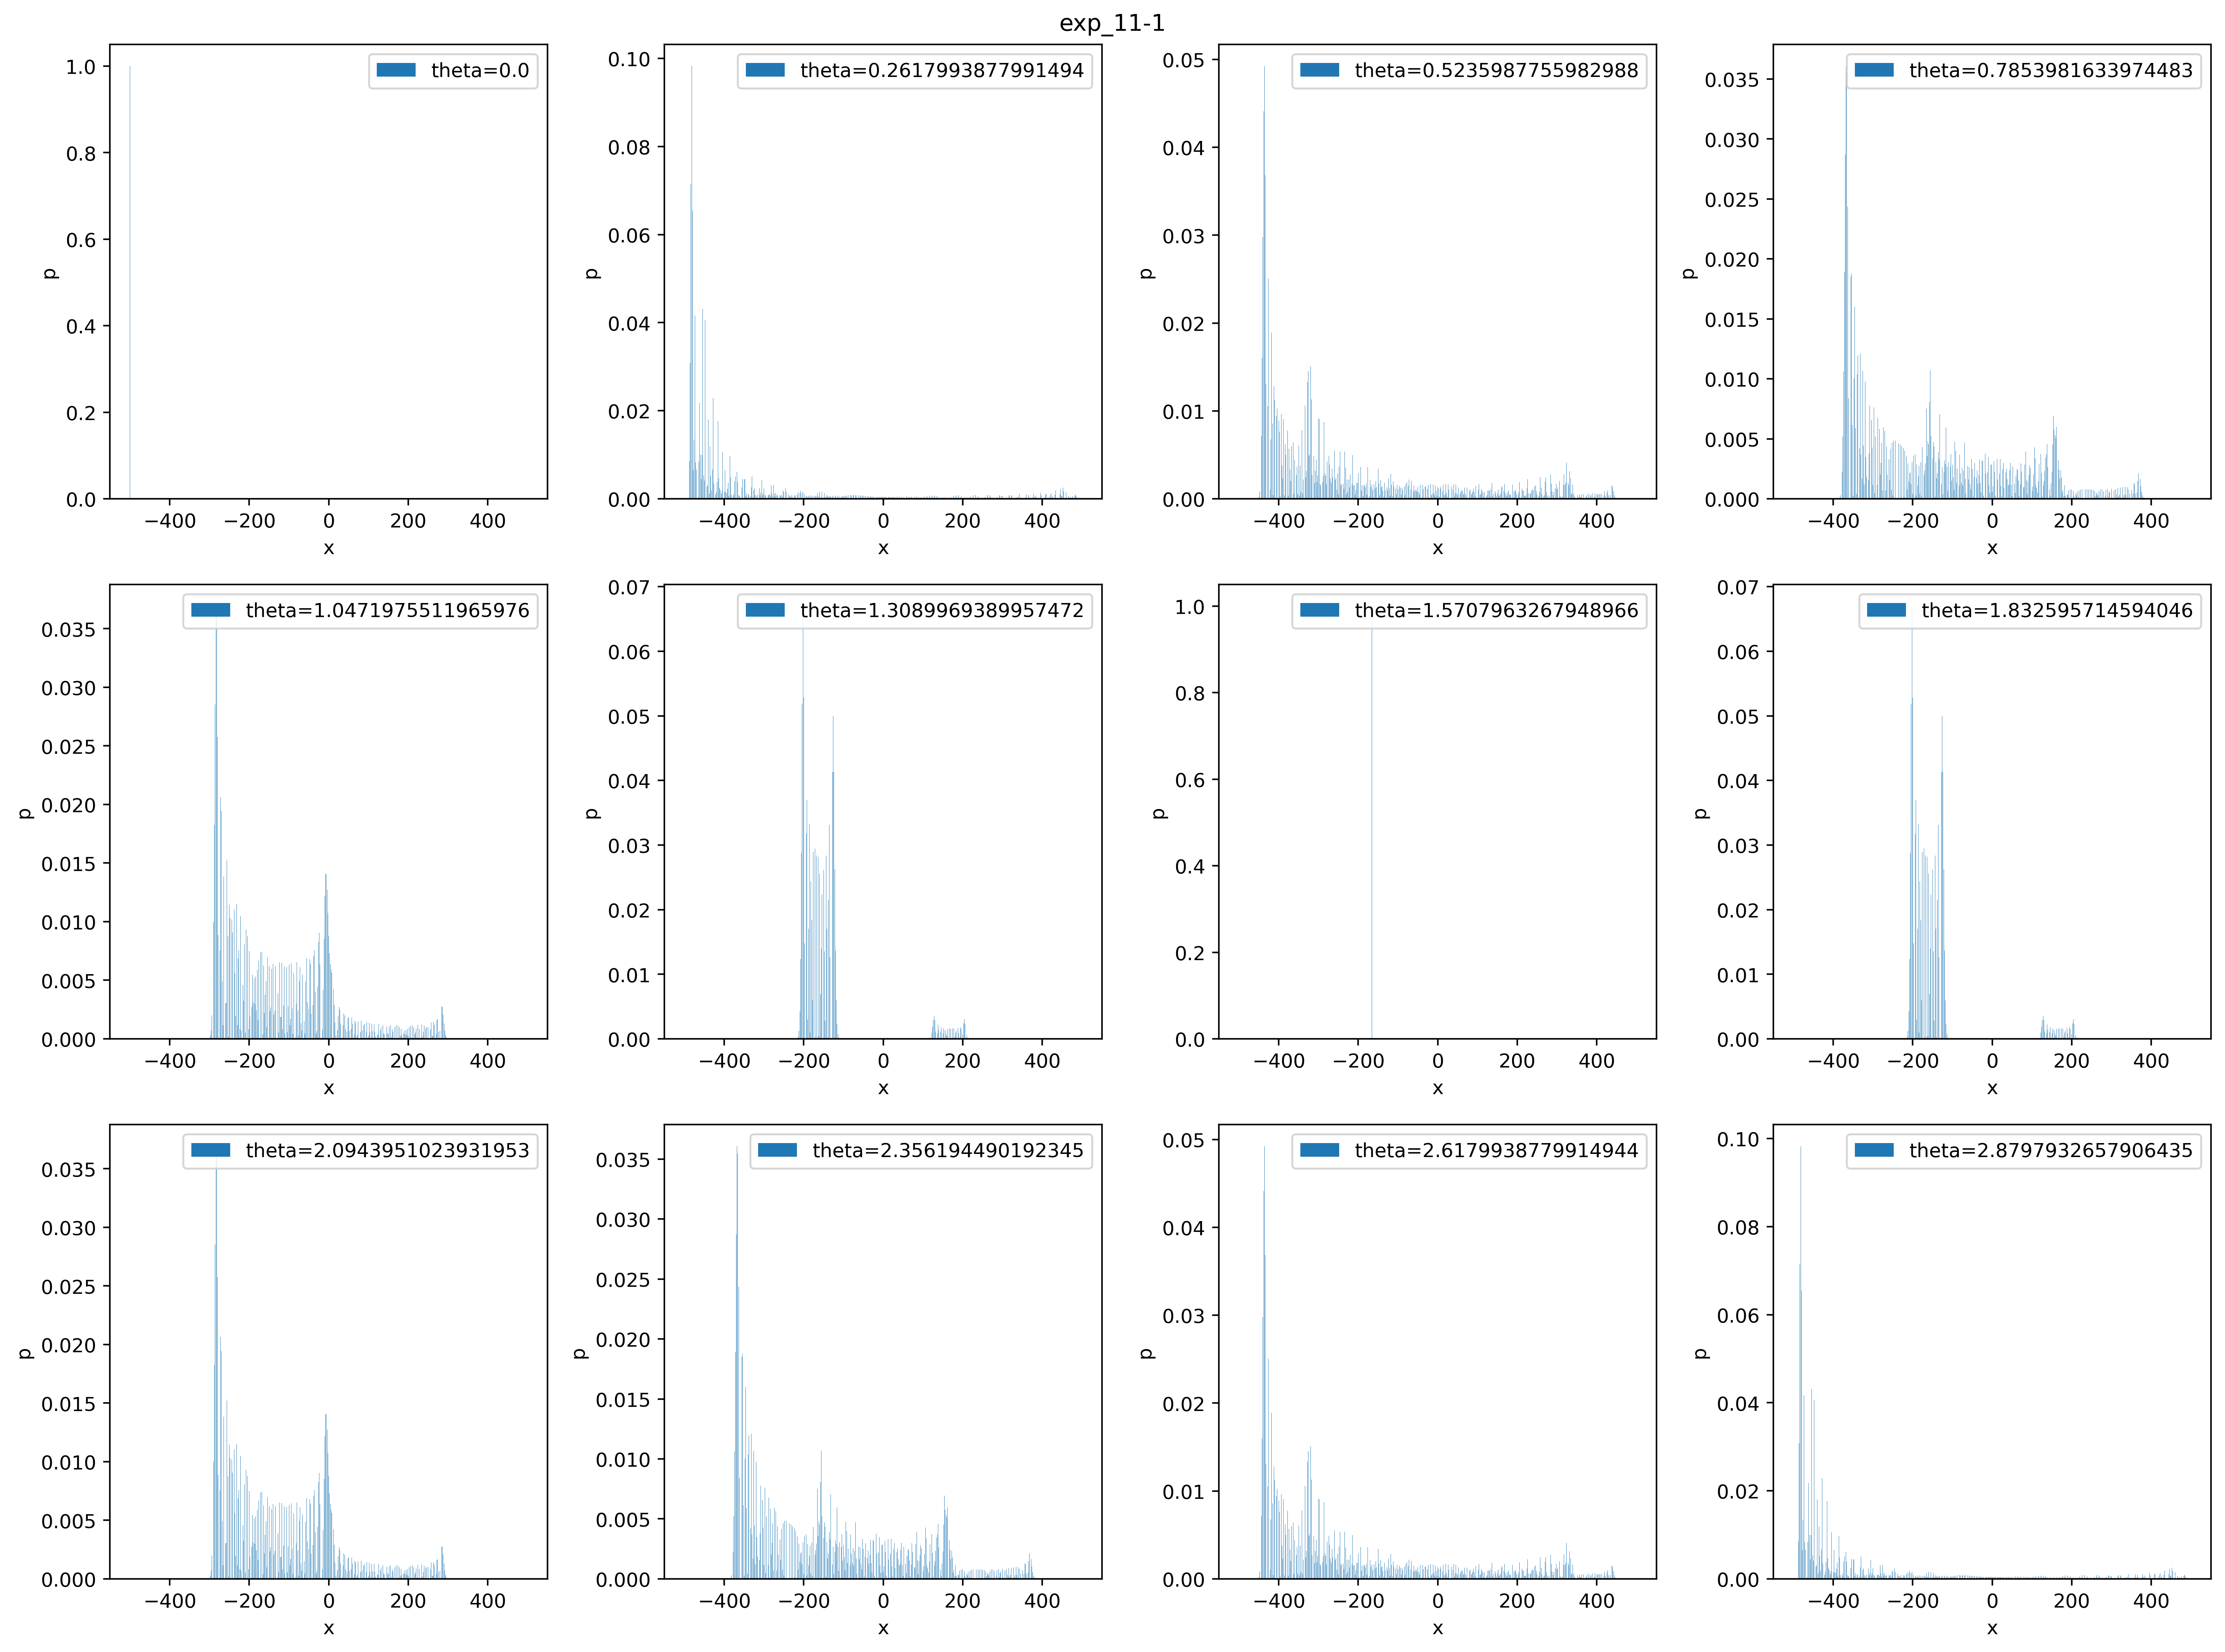 exp_11-1
theta=0.0
1.0
0.8
0.6
0.4
0.2
0.0
p
−400 −200 0 200 400
x
theta=0.2617993877991494
0.10
0.08
0.06
0.04
0.02
0.00
p
−400 −200 0 200 400
x
theta=0.5235987755982988
0.05
0.04
0.03
0.02
0.01
0.00
p
−400 −200 0 200 400
x
theta=0.7853981633974483
0.035
0.030
0.025
0.020
0.015
0.010
0.005
0.000
p
−400 −200 0 200 400
x
theta=1.0471975511965976
0.035
0.030
0.025
0.020
0.015
0.010
0.005
0.000
p
−400 −200 0 200 400
x
theta=1.3089969389957472
0.07
0.06
0.05
0.04
0.03
0.02
0.01
0.00
p
−400 −200 0 200 400
x
theta=1.5707963267948966
1.0
0.8
0.6
0.4
0.2
0.0
p
−400 −200 0 200 400
x
theta=1.832595714594046
0.07
0.06
0.05
0.04
0.03
0.02
0.01
0.00
p
−400 −200 0 200 400
x
theta=2.0943951023931953
0.035
0.030
0.025
0.020
0.015
0.010
0.005
0.000
p
−400 −200 0 200 400
x
theta=2.356194490192345
0.035
0.030
0.025
0.020
0.015
0.010
0.005
0.000
p
−400 −200 0 200 400
x
theta=2.6179938779914944
0.05
0.04
0.03
0.02
0.01
0.00
p
−400 −200 0 200 400
x
theta=2.8797932657906435
0.10
0.08
0.06
0.04
0.02
0.00
p
−400 −200 0 200 400
x